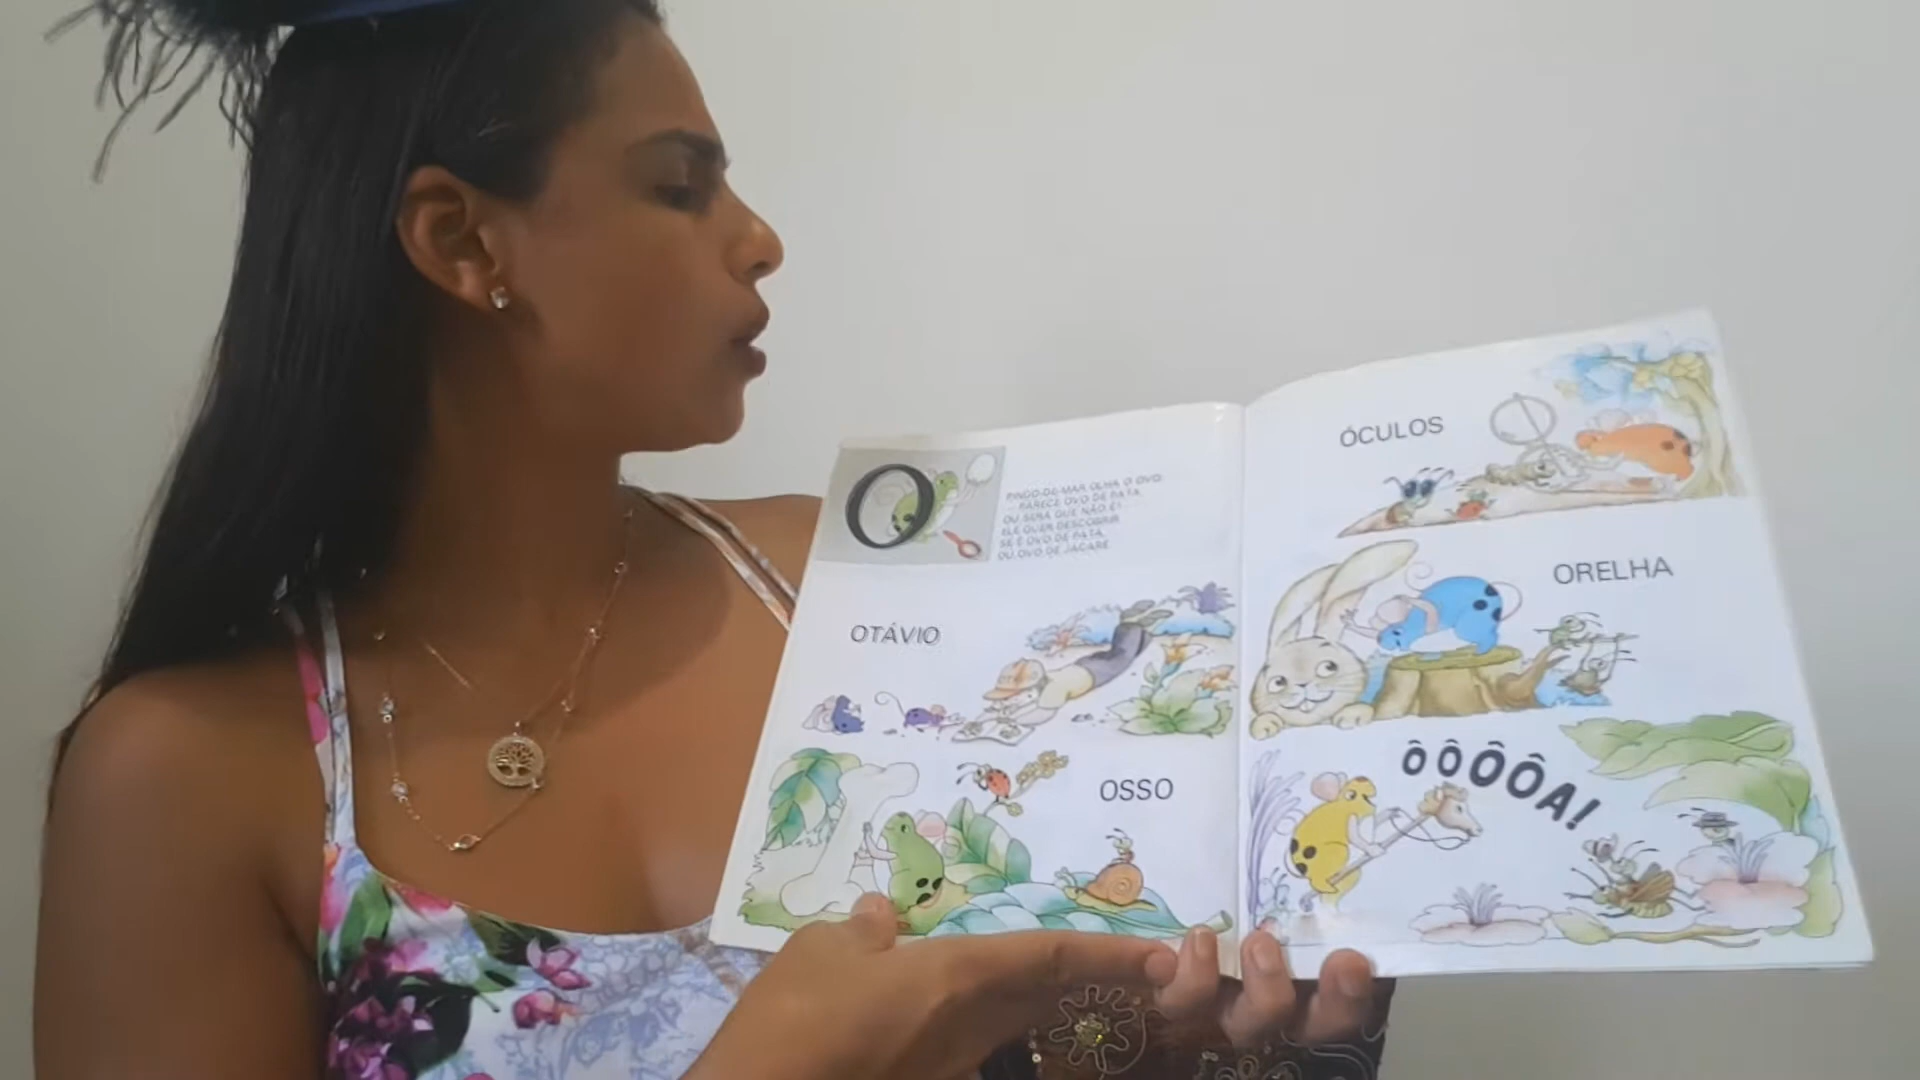 O
PINGO-DE-MAR OLHA O OVO:
– PARECE OVO DE PATA,
OU SERÁ QUE NÃO É?
ELE QUER DESCOBRIR
SE É OVO DE PATA,
OU OVO DE JACARÉ.
OTÁVIO
OSSO
ÓCULOS
ORELHA
ÔÔÔÔA!